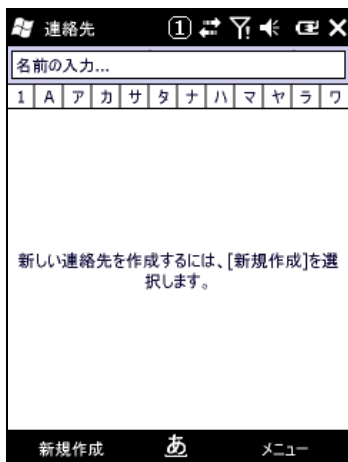 連絡先 1
名前の入力...
1 A ア カ サ タ ナ ハ マ ヤ ラ ワ
新しい連絡先を作成するには、[新規作成]を選
択します。
新規作成 あ メニュー